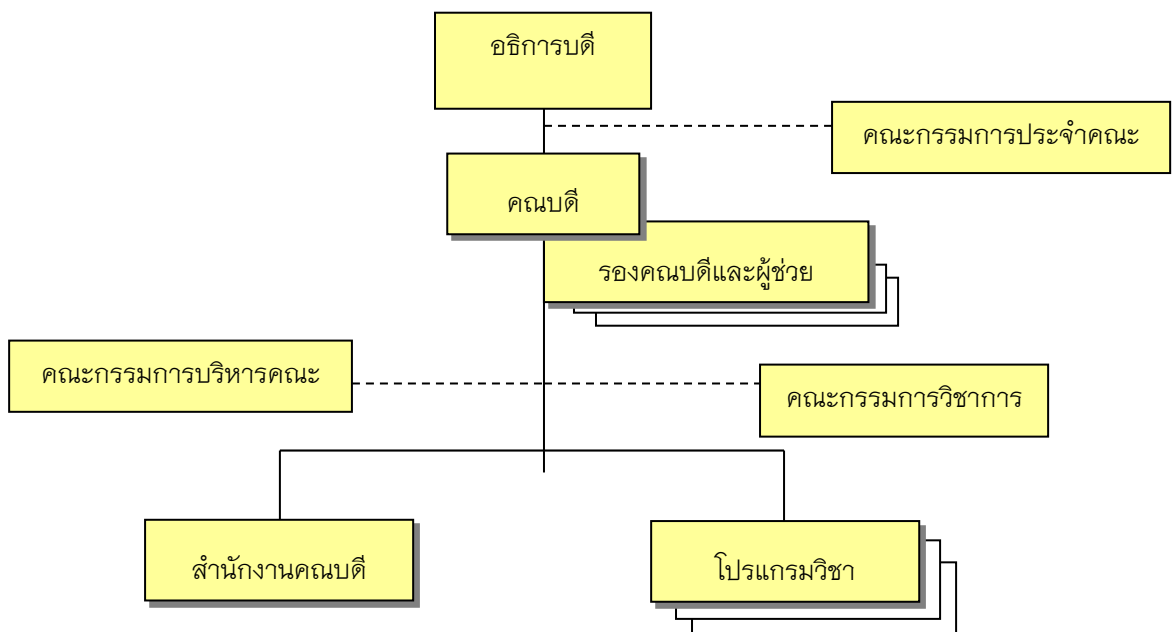 อธิการบดี
คณะกรรมการประจำคณะ
คณบดี
รองคณบดีและผู้ช่วย
คณะกรรมการบริหารคณะ
คณะกรรมการวิชาการ
สำนักงานคณบดี
โปรแกรมวิชา